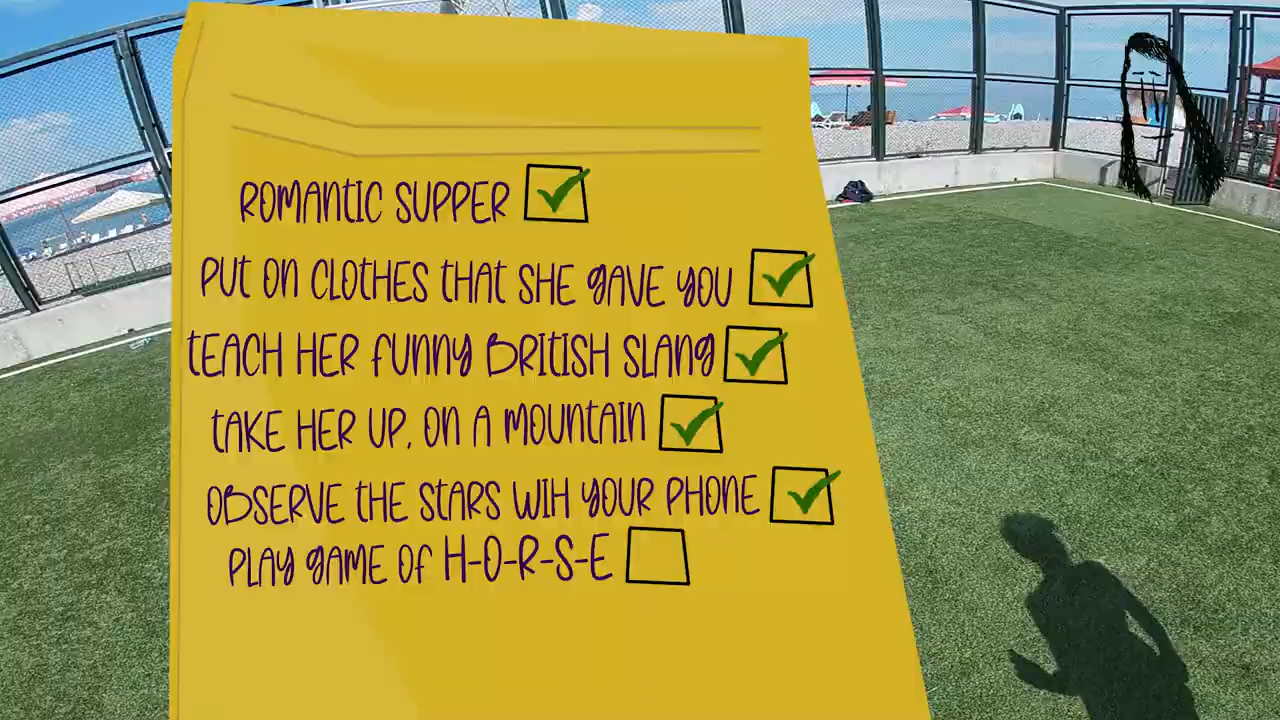 ROMANTIC SUPPER
PUT ON CLOTHES THAT SHE GAVE YOU
TEACH HER FUNNY BRITISH SLANG
TAKE HER UP, ON A MOUNTAIN
OBSERVE THE STARS WIH YOUR PHONE
PLAY GAME OF H-O-R-S-E